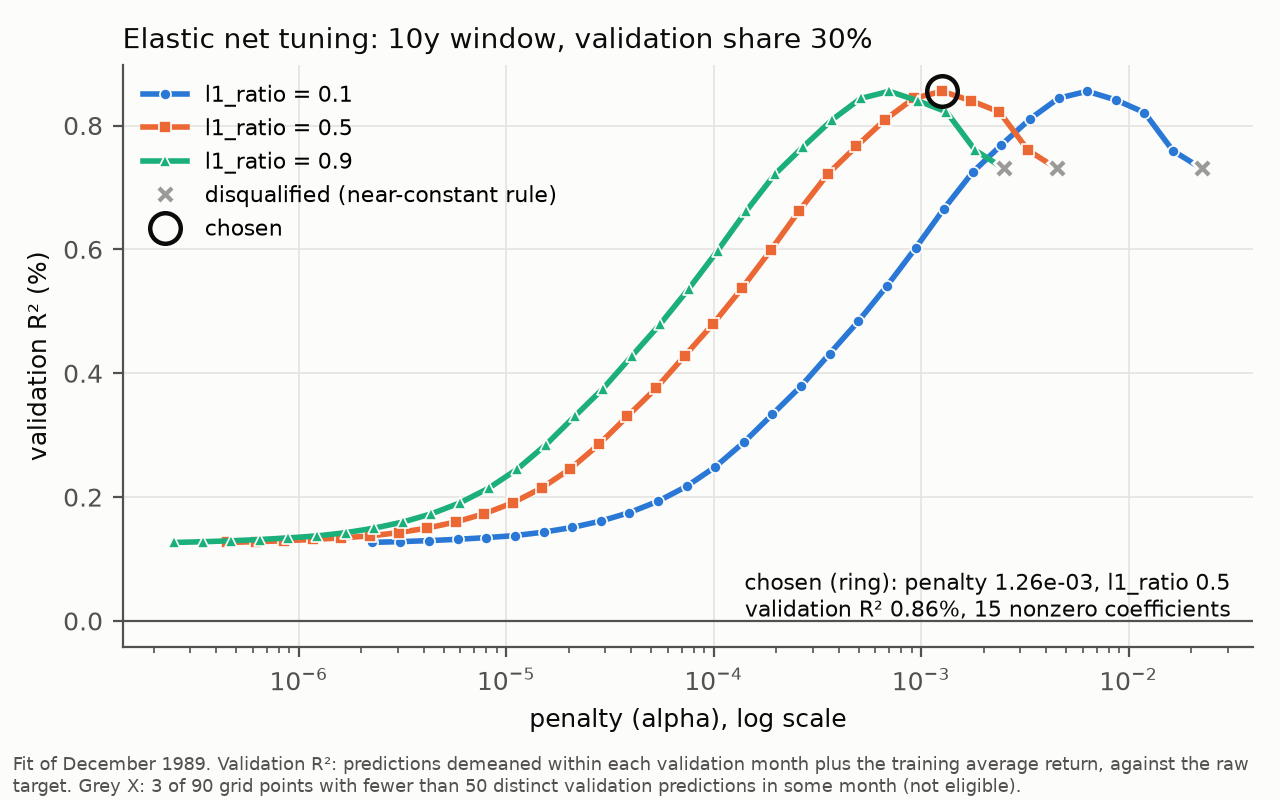 Elastic net tuning: 10y window, validation share 30%
l1_ratio = 0.1
l1_ratio = 0.5
l1_ratio = 0.9
disqualified (near-constant rule)
chosen
validation R² (%)
0.8
0.6
0.4
0.2
0.0
chosen (ring): penalty 1.26e-03, l1_ratio 0.5
validation R² 0.86%, 15 nonzero coefficients
10⁻⁶ 10⁻⁵ 10⁻⁴ 10⁻³ 10⁻²
penalty (alpha), log scale
Fit of December 1989. Validation R²: predictions demeaned within each validation month plus the training average return, against the raw
target. Grey X: 3 of 90 grid points with fewer than 50 distinct validation predictions in some month (not eligible).